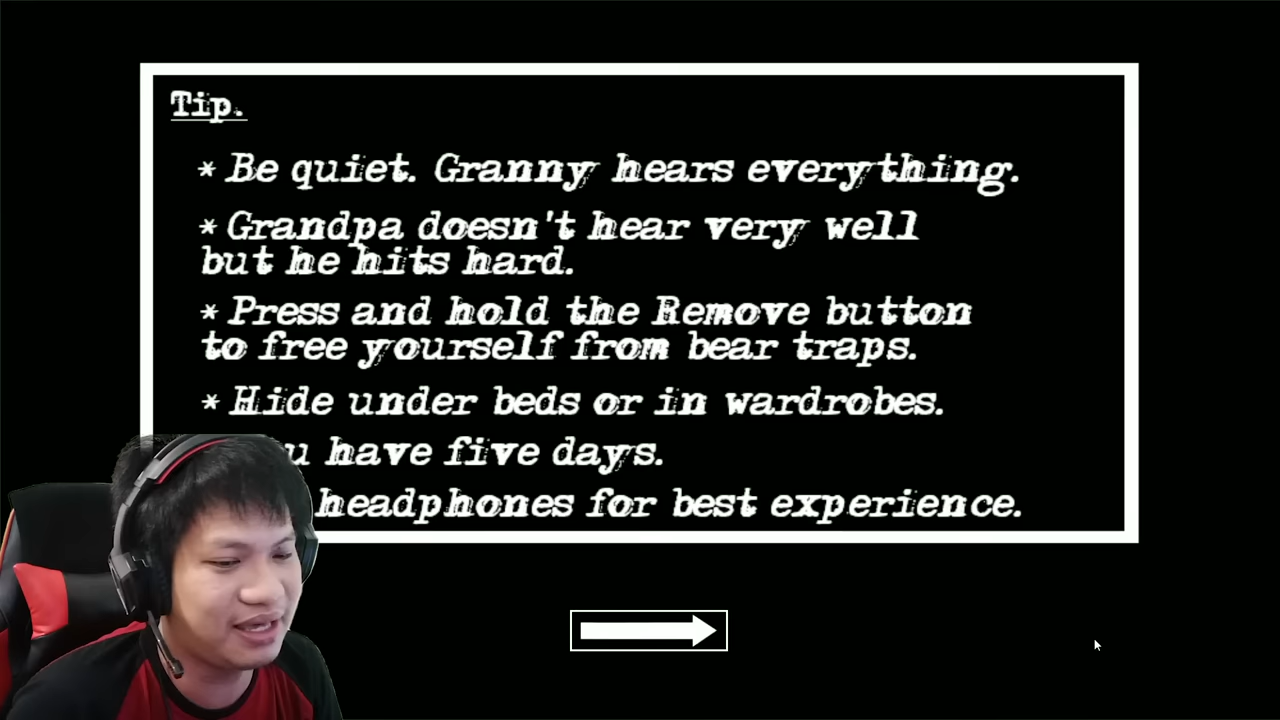 Tip.
* Be quiet. Granny hears everything.
* Grandpa doesn't hear very well
but he hits hard.
* Press and hold the Remove button
to free yourself from bear traps.
* Hide under beds or in wardrobes.
have five days.
headphones for best experience.